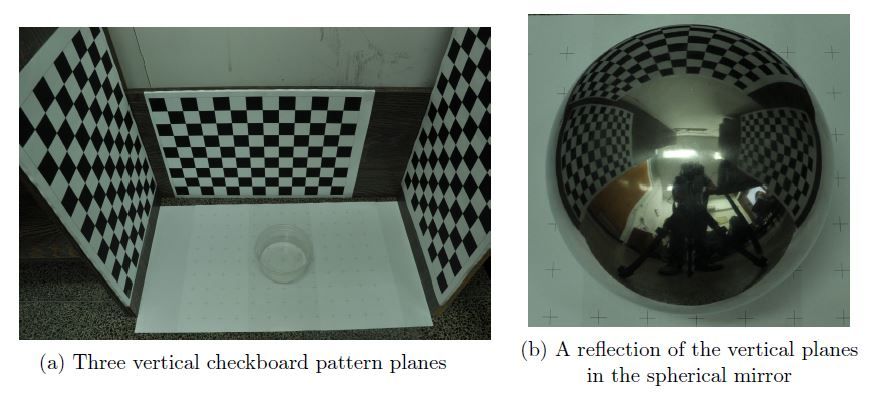 (a) Three vertical checkboard pattern planes
(b) A reflection of the vertical planes
in the spherical mirror